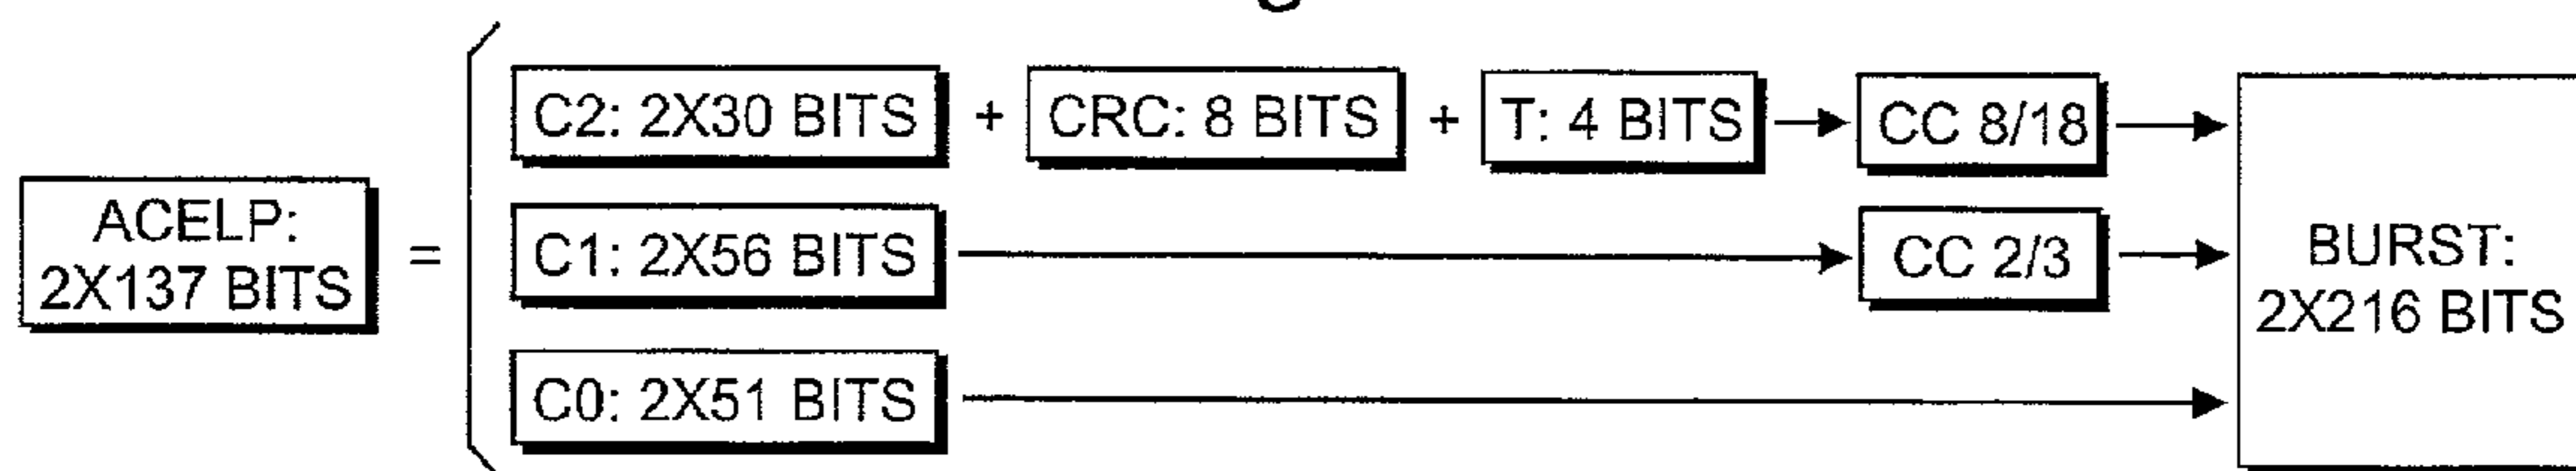 C2: 2X30 BITS + CRC: 8 BITS + T: 4 BITS CC 8/18
ACELP:
2X137 BITS
=
C1: 2X56 BITS CC 2/3
BURST:
2X216 BITS
C0: 2X51 BITS